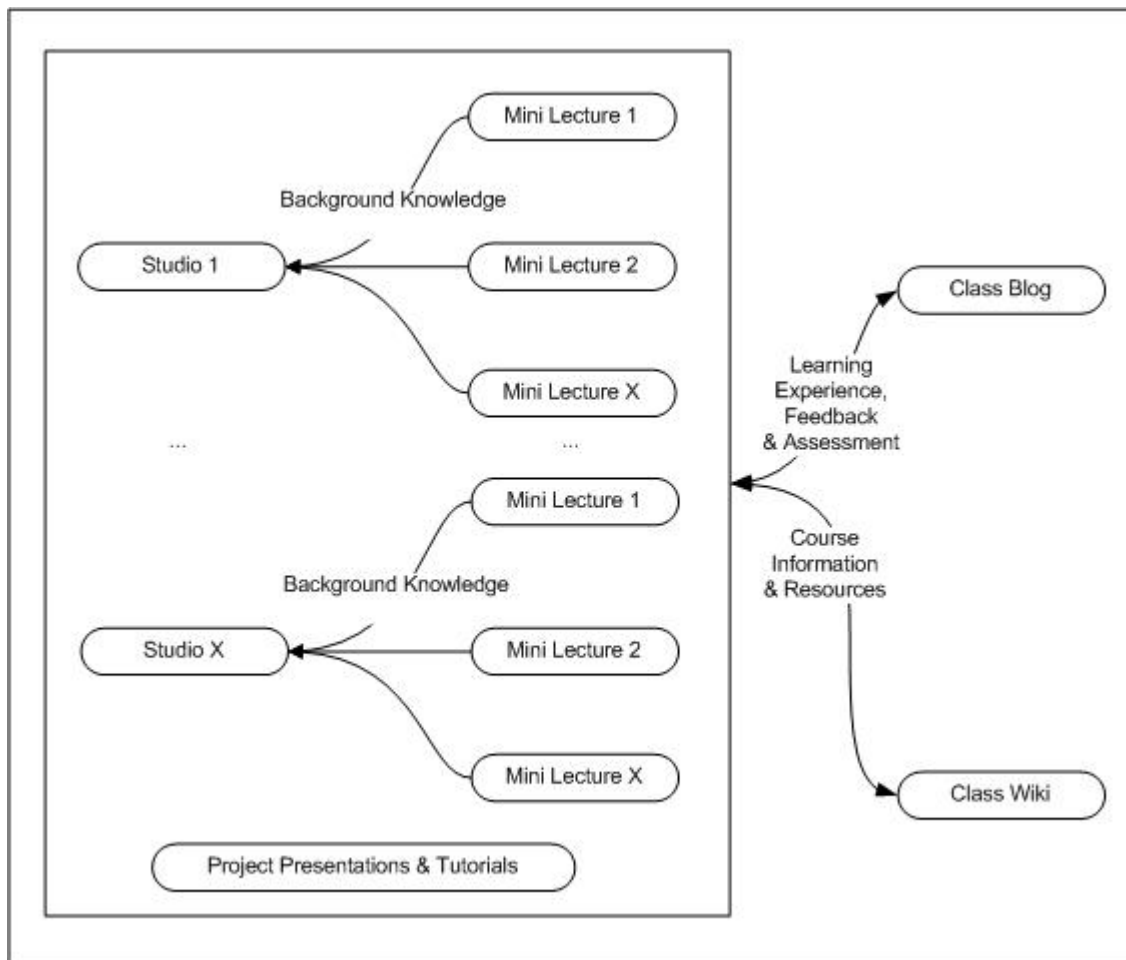 Mini Lecture 1
Background Knowledge
Studio 1
Mini Lecture 2
Mini Lecture X
...
...
Mini Lecture 1
Background Knowledge
Studio X
Mini Lecture 2
Mini Lecture X
Project Presentations & Tutorials
Class Blog
Learning
Experience,
Feedback
& Assessment
Course
Information
& Resources
Class Wiki